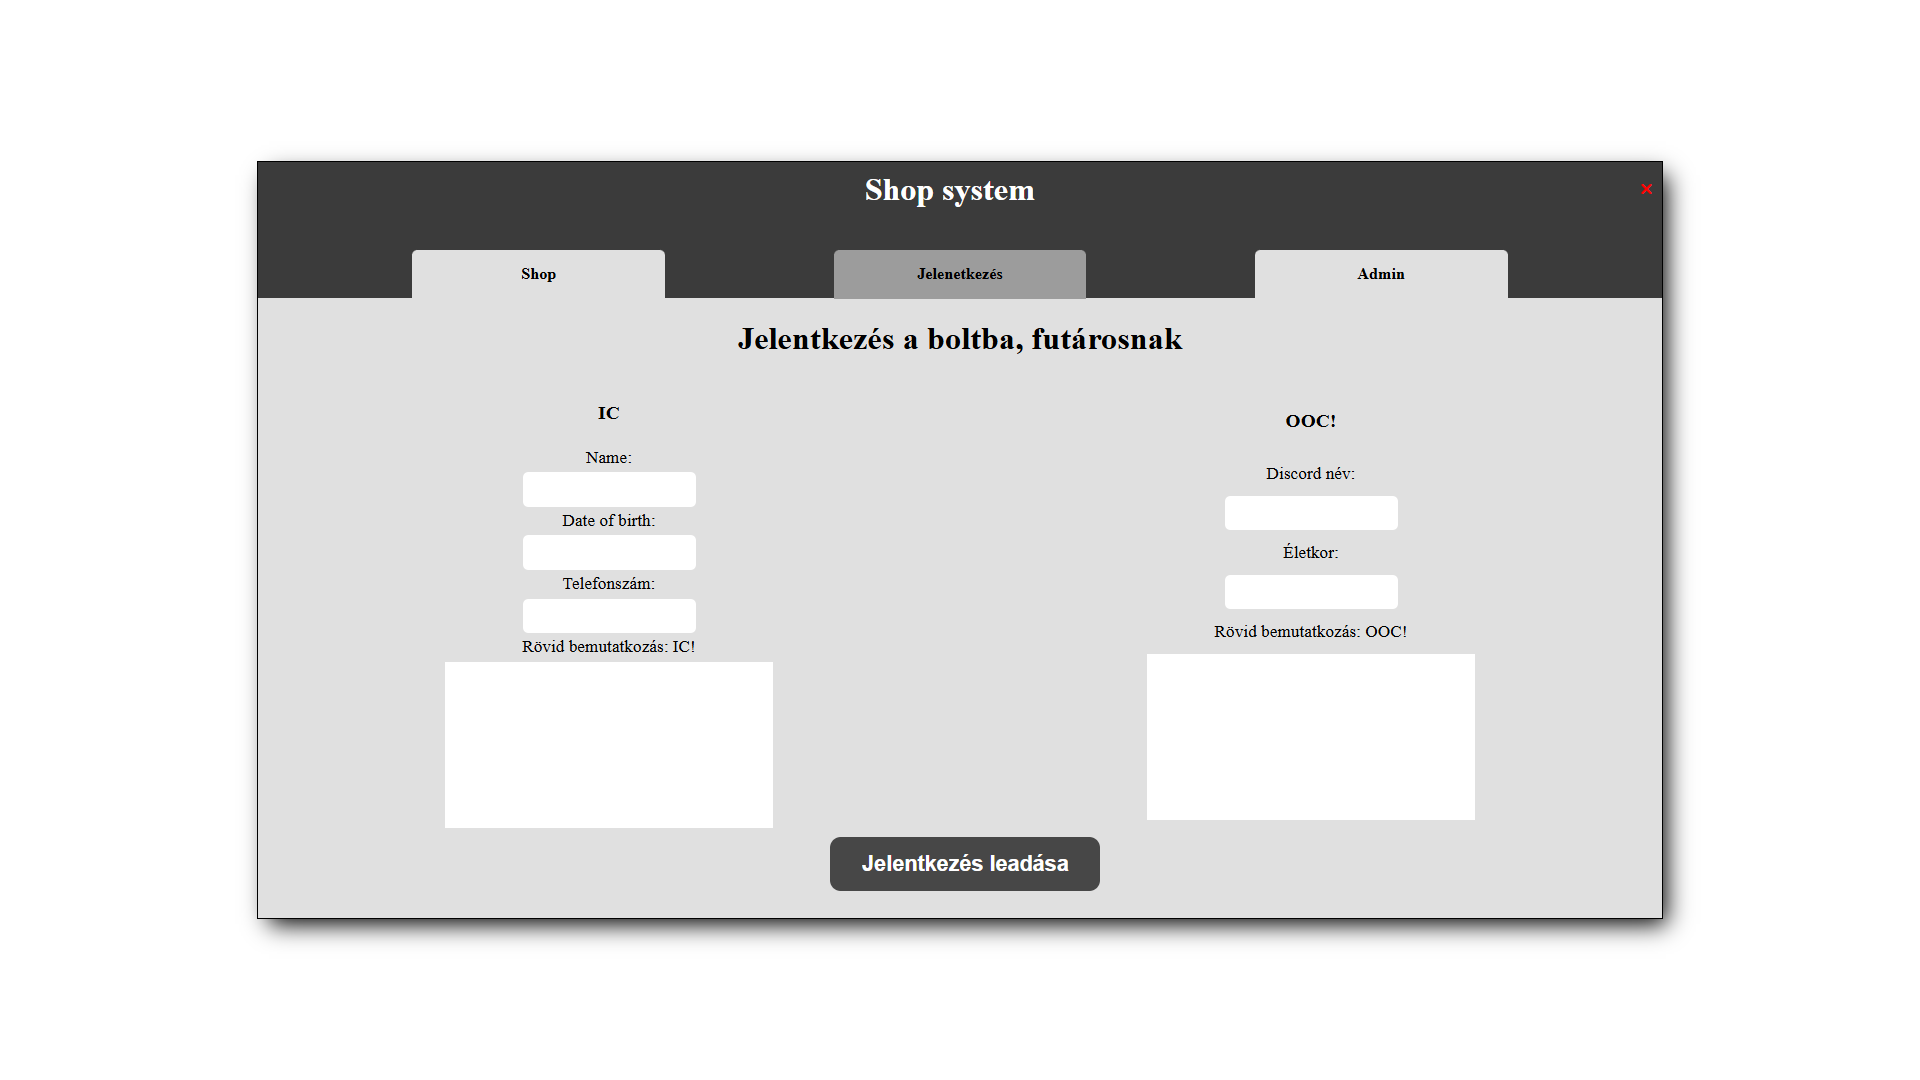 Shop system
×
Shop
Jelenetkezés
Admin
Jelentkezés a boltba, futárosnak
IC
Name:
Date of birth:
Telefonszám:
Rövid bemutatkozás: IC!
OOC!
Discord név:
Életkor:
Rövid bemutatkozás: OOC!
Jelentkezés leadása